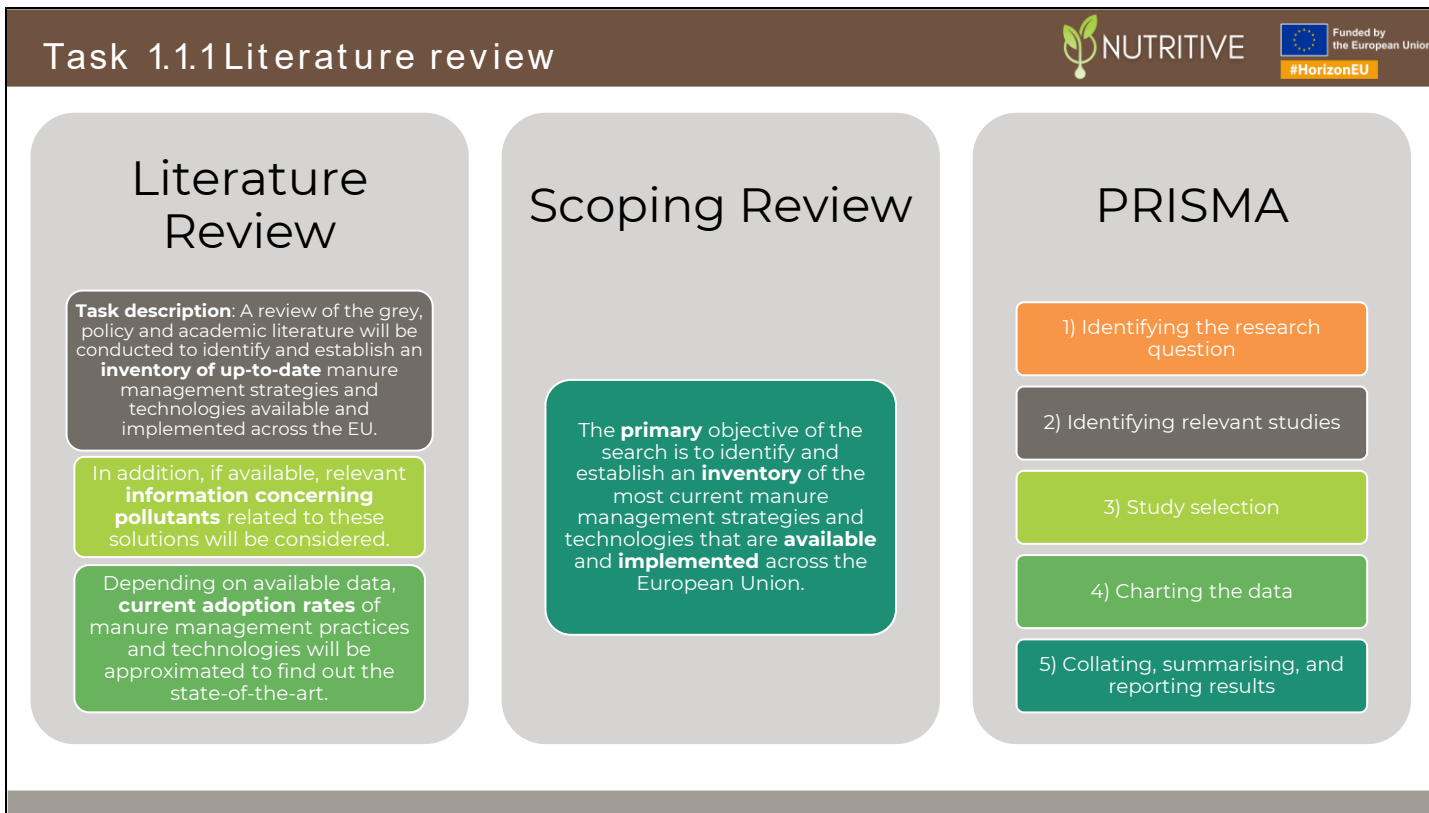 Task 1.1.1 Literature review
NUTRITIVE
Funded by
the European Union
#HorizonEU
Literature
Review
Task description: A review of the grey,
policy and academic literature will be
conducted to identify and establish an
inventory of up-to-date manure
management strategies and
technologies available and
implemented across the EU.
In addition, if available, relevant
information concerning
pollutants related to these
solutions will be considered.
Depending on available data,
current adoption rates of
manure management practices
and technologies will be
approximated to find out the
state-of-the-art.
Scoping Review
The primary objective of the
search is to identify and
establish an inventory of the
most current manure
management strategies and
technologies that are available
and implemented across the
European Union.
PRISMA
1) Identifying the research
question
2) Identifying relevant studies
3) Study selection
4) Charting the data
5) Collating, summarising, and
reporting results